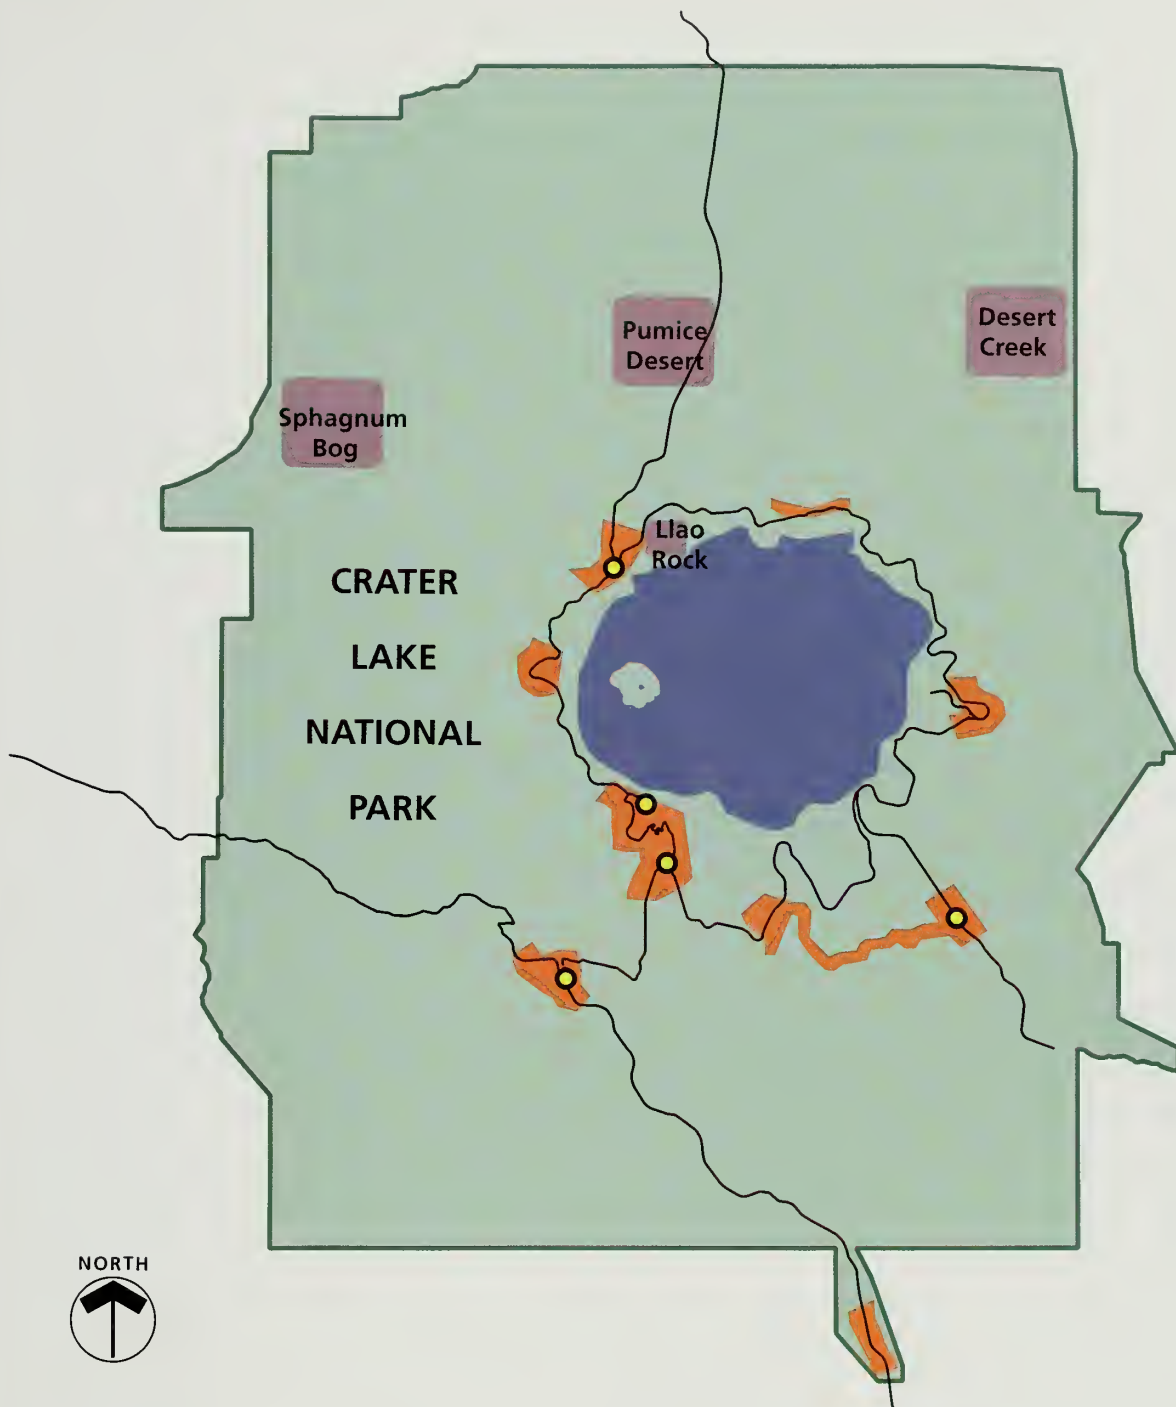 Pumice
Desert
Desert
Creek
Sphagnum
Bog
Llao
Rock
CRATER
LAKE
NATIONAL
PARK
NORTH